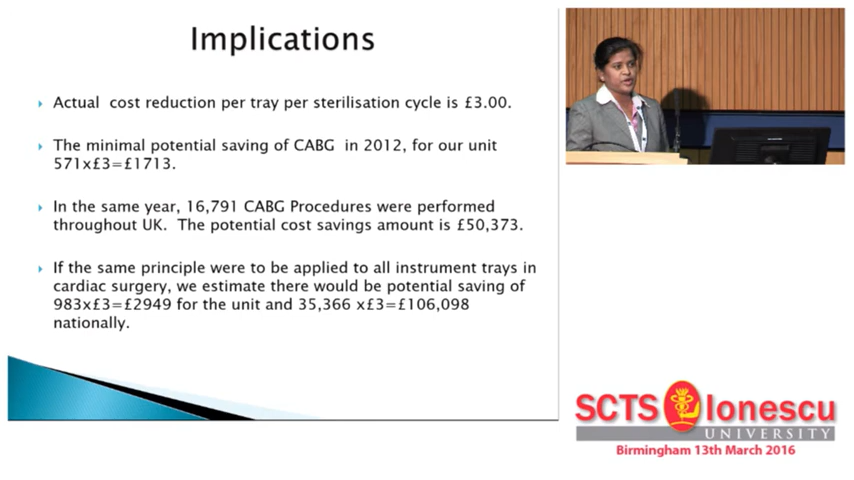 Implications
Actual cost reduction per tray per sterilisation cycle is £3.00.
The minimal potential saving of CABG in 2012, for our unit
571x£3=£1713.
In the same year, 16,791 CABG Procedures were performed
throughout UK. The potential cost savings amount is £50,373.
If the same principle were to be applied to all instrument trays in
cardiac surgery, we estimate there would be potential saving of
983x£3=£2949 for the unit and 35,366 x£3=£106,098
nationally.
SCTS Ionescu
UNIVERSITY
Birmingham 13th March 2016